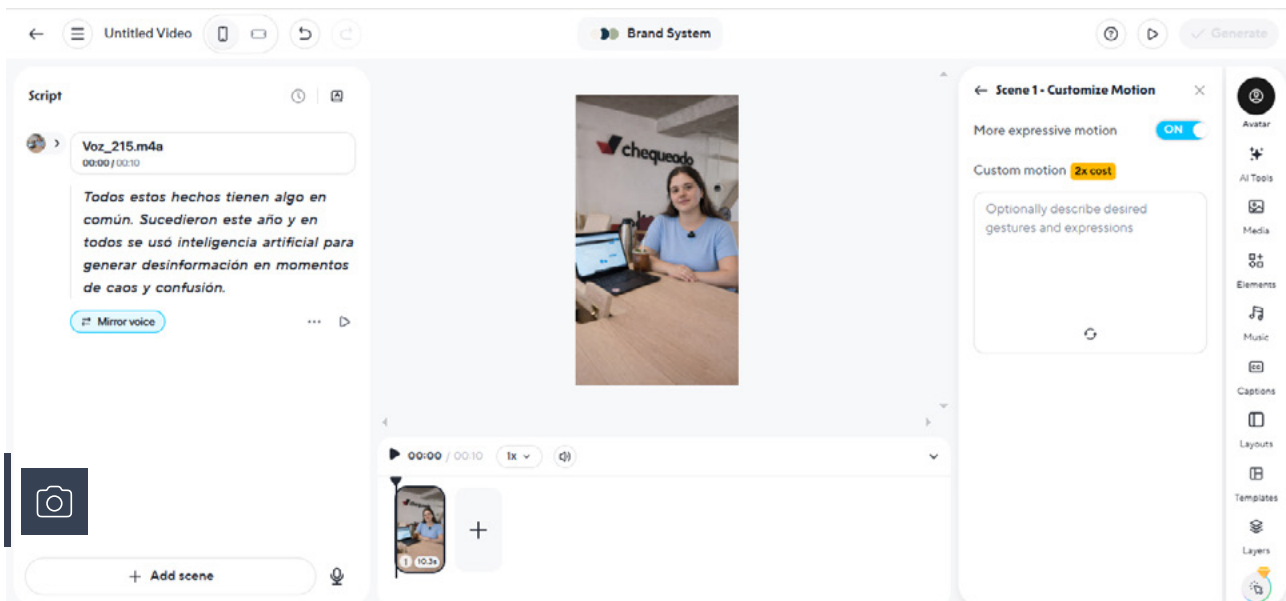 Untitled Video
Brand System
Generate
Script
Voz_215.m4a
00:00 / 00:10
Todos estos hechos tienen algo en
común. Sucedieron este año y en
todos se usó inteligencia artificial para
generar desinformación en momentos
de caos y confusión.
Mirror voice
+ Add scene
chequeado
00:00 / 00:10
1x
1
10.3s
Scene 1 - Customize Motion
More expressive motion
ON
Custom motion
2x cost
Optionally describe desired
gestures and expressions
Avatar
AI Tools
Media
Elements
Music
CC
Captions
Layouts
Templates
Layers